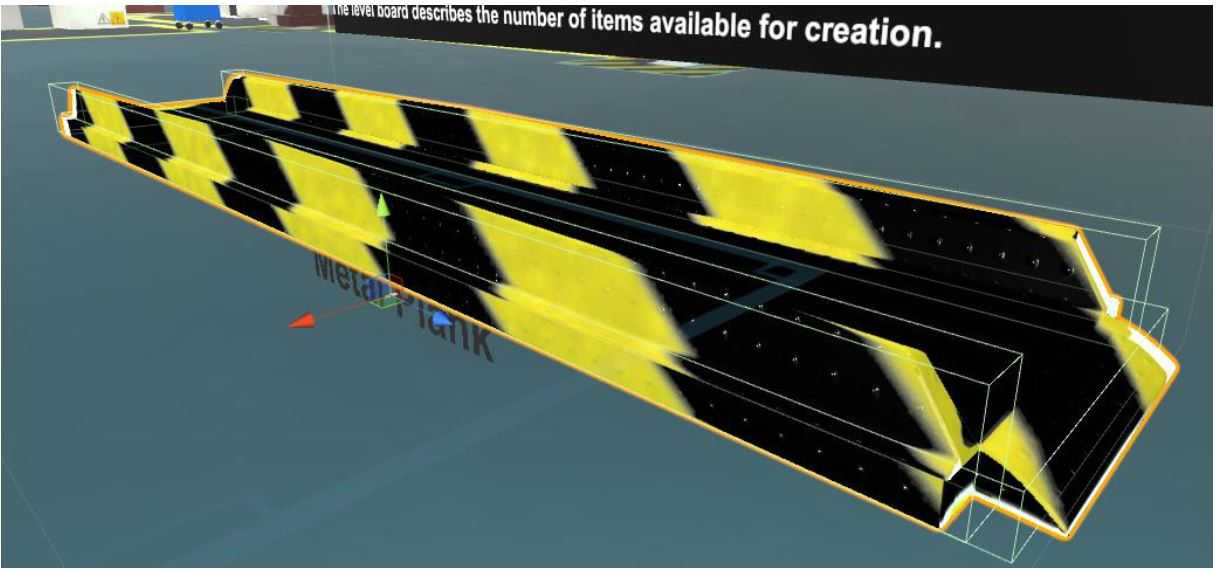 The level board describes the number of items available for creation.
Metal Plank